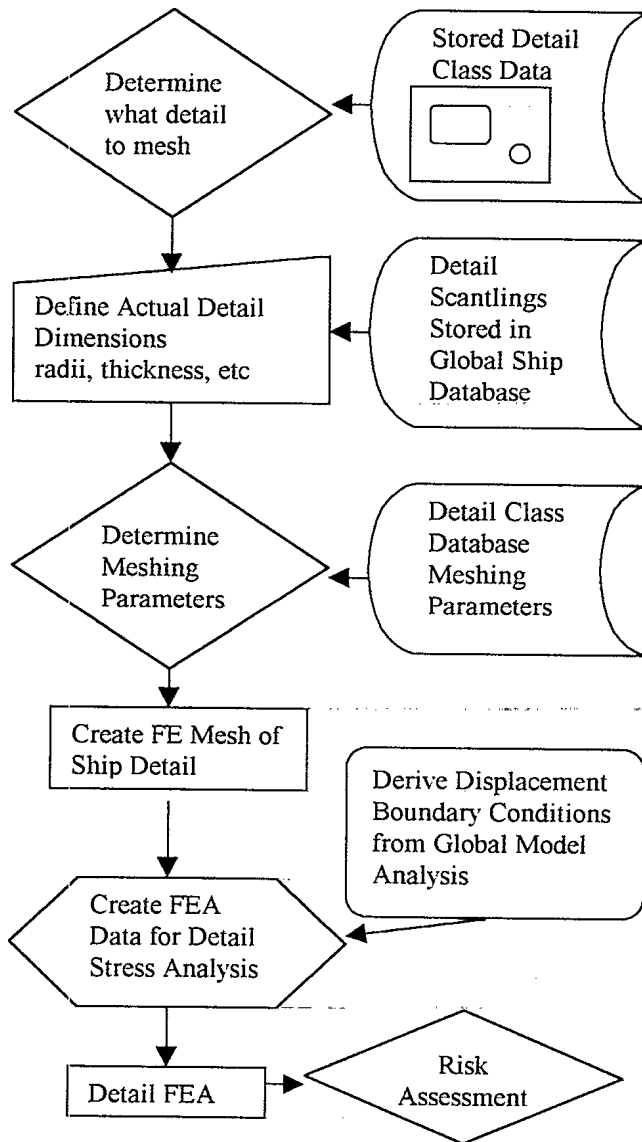 Determine
what detail
to mesh
Stored Detail
Class Data
Define Actual Detail
Dimensions
radii, thickness, etc
Detail
Scantlings
Stored in
Global Ship
Database
Determine
Meshing
Parameters
Detail Class
Database
Meshing
Parameters
Create FE Mesh of
Ship Detail
Derive Displacement
Boundary Conditions
from Global Model
Analysis
Create FEA
Data for Detail
Stress Analysis
Detail FEA
Risk
Assessment